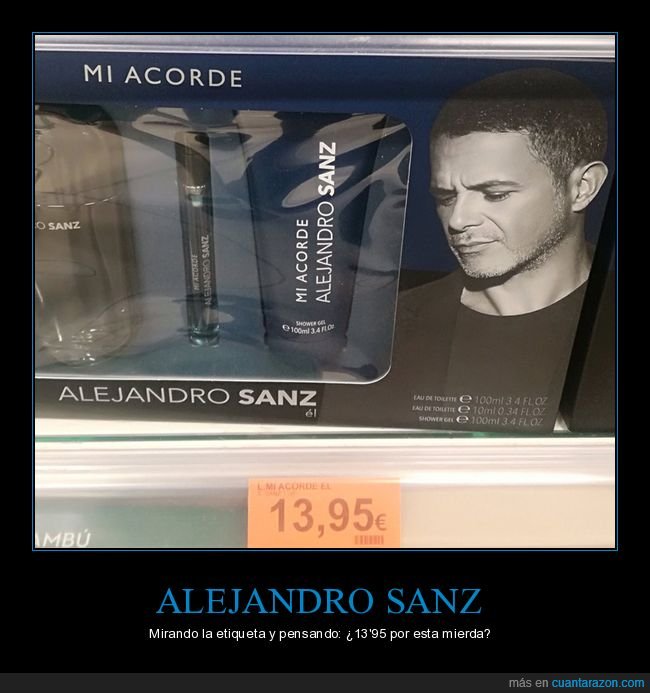 MI ACORDE
O SANZ
MI ACORDE
ALEJANDRO SANZ
MI ACORDE
ALEJANDRO SANZ
SHOWER GEL
e 100ml 3.4 FL.OZ
ALEJANDRO SANZ
él
EAU DE TOILETTE e 100ml 3.4 FL.OZ
EAU DE TOILETTE e 10ml 0.34 FL.OZ
SHOWER GEL e 100ml 3.4 FL.OZ
L.MI ACORDE EL
13,95€
AMBÚ
ALEJANDRO SANZ
Mirando la etiqueta y pensando: ¿13'95 por esta mierda?
más en cuantarazon.com